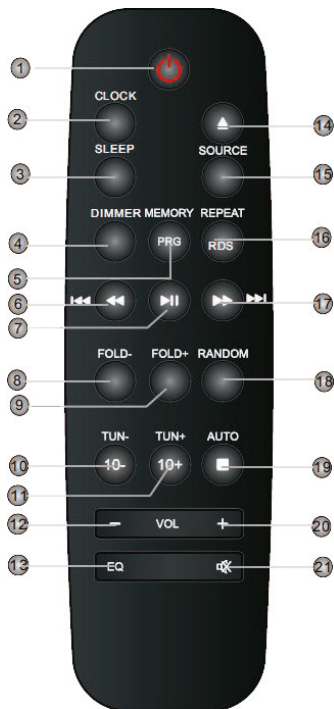 1
CLOCK
2
14
SLEEP
SOURCE
3
15
DIMMER MEMORY REPEAT
4
PRG
RDS
16
5
6
17
7
FOLD- FOLD+ RANDOM
8
18
9
TUN- TUN+ AUTO
10
10-
10+
19
11
12
- VOL +
20
13
EQ
21